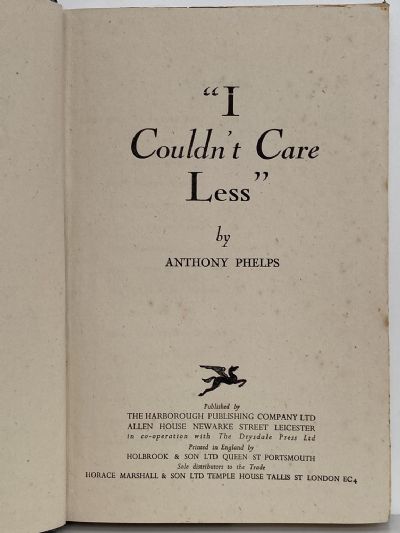 “I
Couldn't Care
Less”
by
ANTHONY PHELPS
Published by
THE HARBOROUGH PUBLISHING COMPANY LTD
ALLEN HOUSE NEWARKE STREET LEICESTER
in co-operation with The Drysdale Press Ltd
Printed in England by
HOLBROOK & SON LTD QUEEN ST PORTSMOUTH
Sole distributors to the Trade
HORACE MARSHALL & SON LTD TEMPLE HOUSE TALLIS ST LONDON EC4